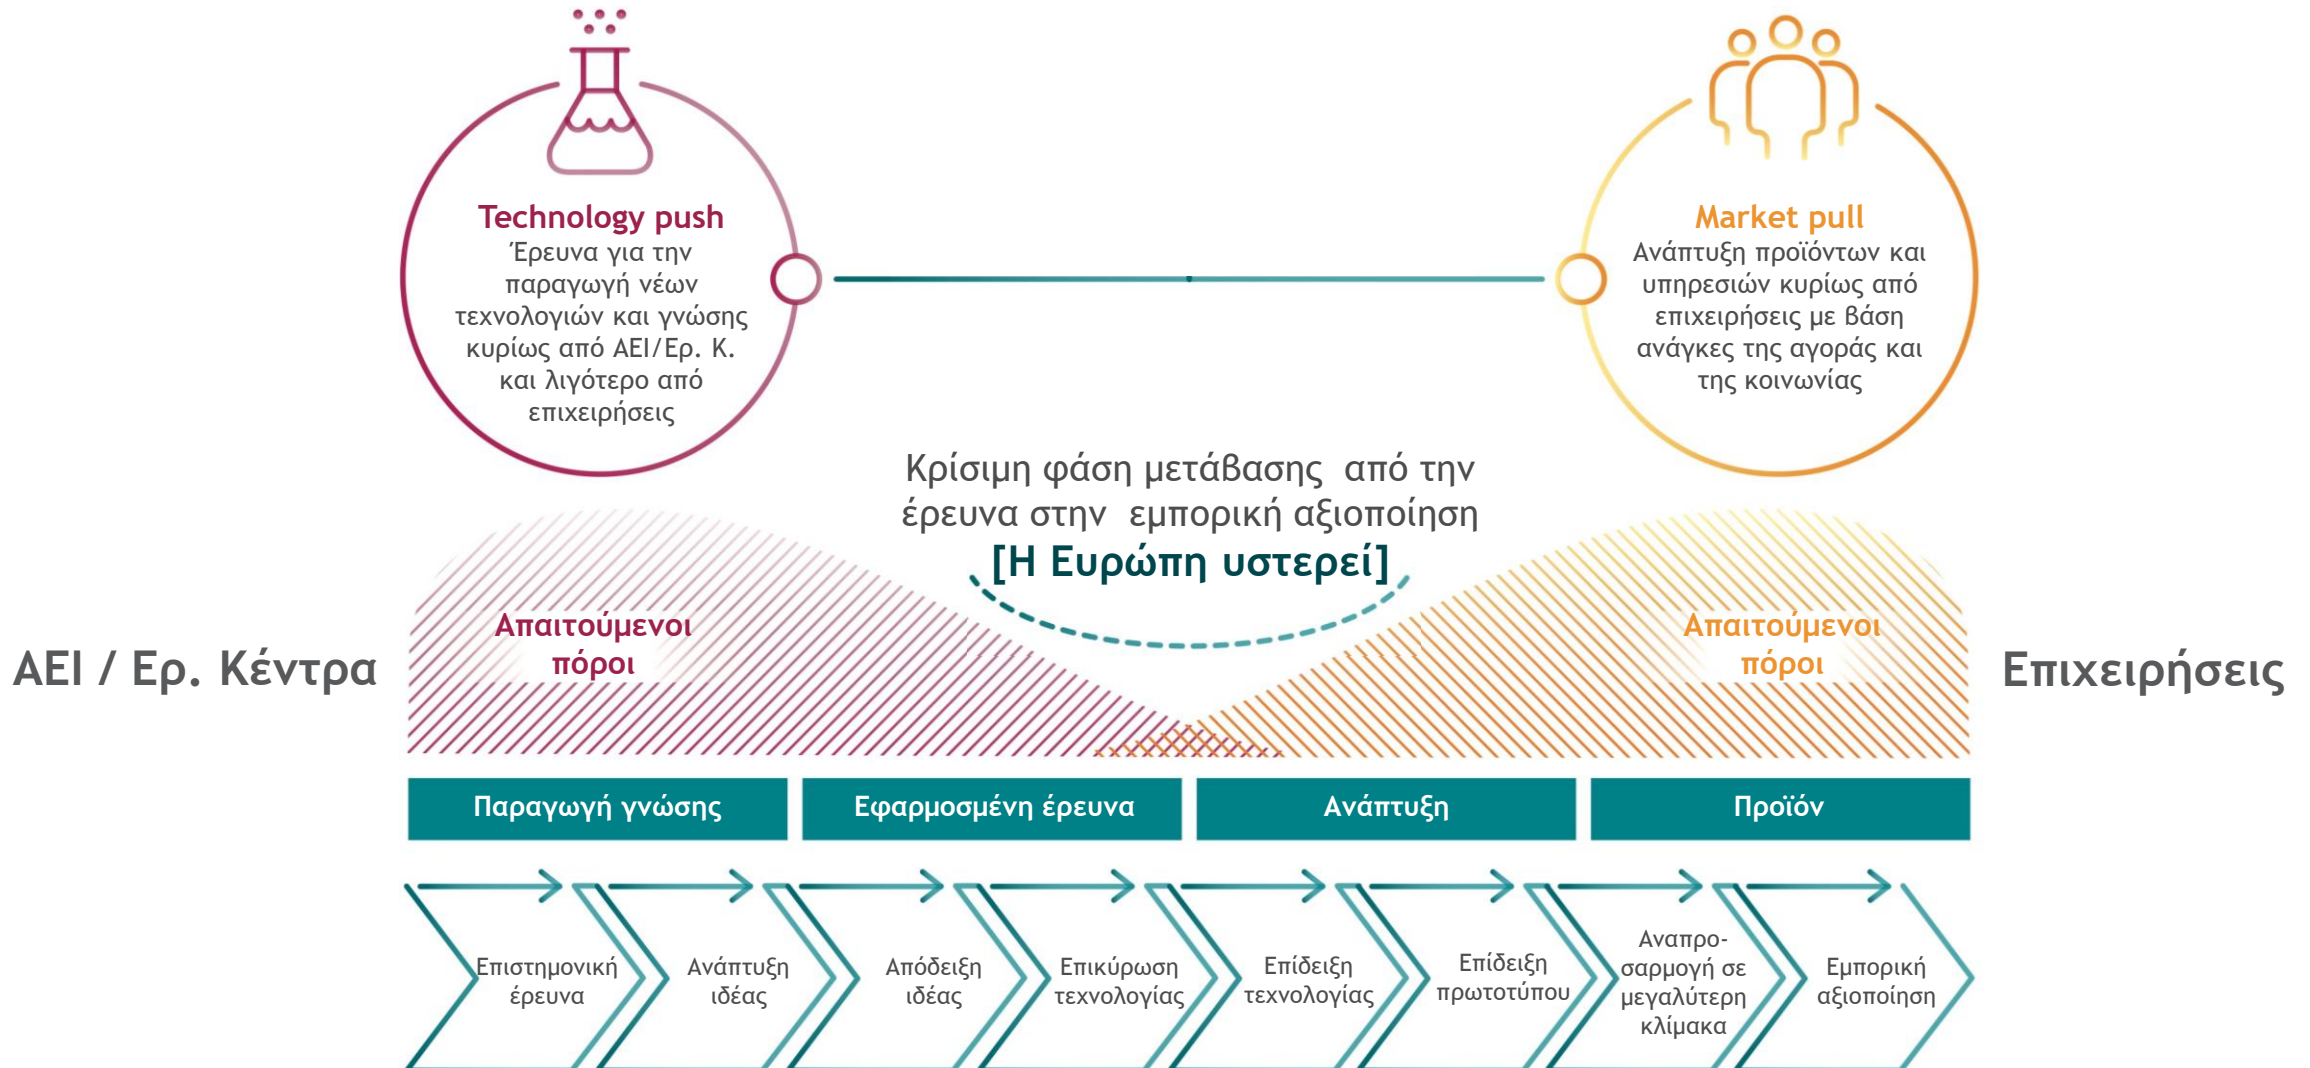 Technology push
Έρευνα για την
παραγωγή νέων
τεχνολογιών και γνώσης
κυρίως από ΑΕΙ/Ερ. Κ.
και λιγότερο από
επιχειρήσεις
Market pull
Ανάπτυξη προϊόντων και
υπηρεσιών κυρίως από
επιχειρήσεις με βάση
ανάγκες της αγοράς και
της κοινωνίας
Κρίσιμη φάση μετάβασης από την
έρευνα στην εμπορική αξιοποίηση
[Η Ευρώπη υστερεί]
ΑΕΙ / Ερ. Κέντρα
Απαιτούμενοι
πόροι
Απαιτούμενοι
πόροι
Επιχειρήσεις
Παραγωγή γνώσης
Εφαρμοσμένη έρευνα
Ανάπτυξη
Προϊόν
Επιστημονική
έρευνα
Ανάπτυξη
ιδέας
Απόδειξη
ιδέας
Επικύρωση
τεχνολογίας
Επίδειξη
τεχνολογίας
Επίδειξη
πρωτοτύπου
Αναπρο-
σαρμογή σε
μεγαλύτερη
κλίμακα
Εμπορική
αξιοποίηση